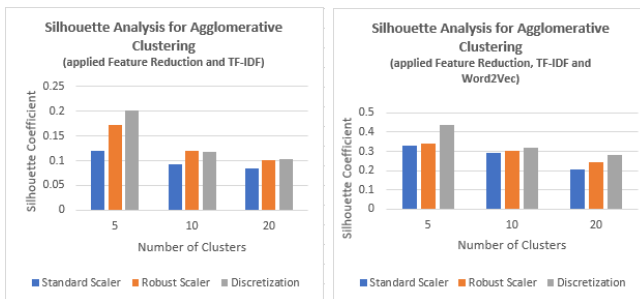 Silhouette Analysis for Agglomerative
Clustering
(applied Feature Reduction and TF-IDF)
Silhouette Coefficient
0.25
0.2
0.15
0.1
0.05
0
5
10
20
Number of Clusters
Standard Scaler
Robust Scaler
Discretization
Silhouette Analysis for Agglomerative
Clustering
(applied Feature Reduction, TF-IDF and
Word2Vec)
Silhouette Coefficient
0.5
0.4
0.3
0.2
0.1
0
5
10
20
Number of Clusters
Standard Scaler
Robust Scaler
Discretization